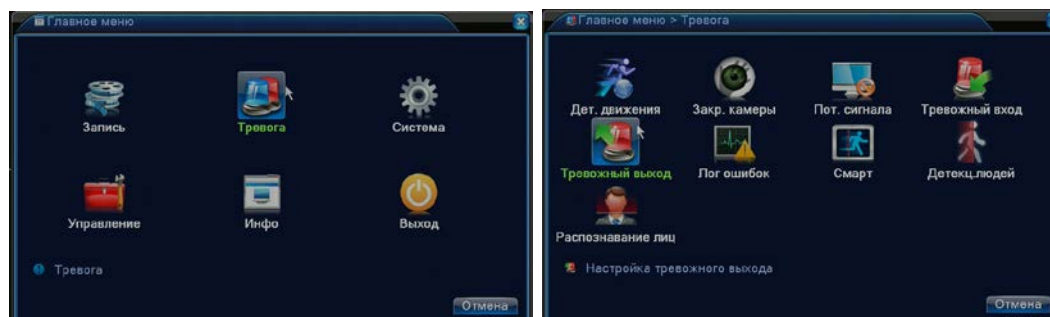 Главное меню
Запись
Тревога
Система
Управление
Инфо
Выход
Тревога
Отмена
Главное меню > Тревога
Дет. движения
Закр. камеры
Пот. сигнала
Тревожный вход
Тревожный выход
Лог ошибок
Смарт
Детекц.людей
Распознавание лиц
Настройка тревожного выхода
Отмена